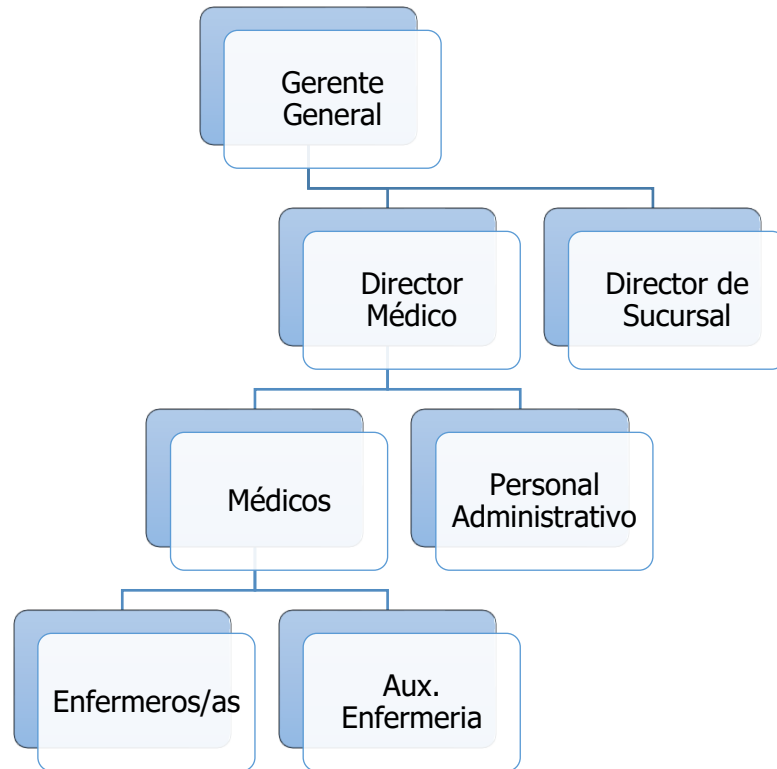 Gerente
General
Director
Médico
Director de
Sucursal
Médicos
Personal
Administrativo
Enfermeros/as
Aux.
Enfermeria